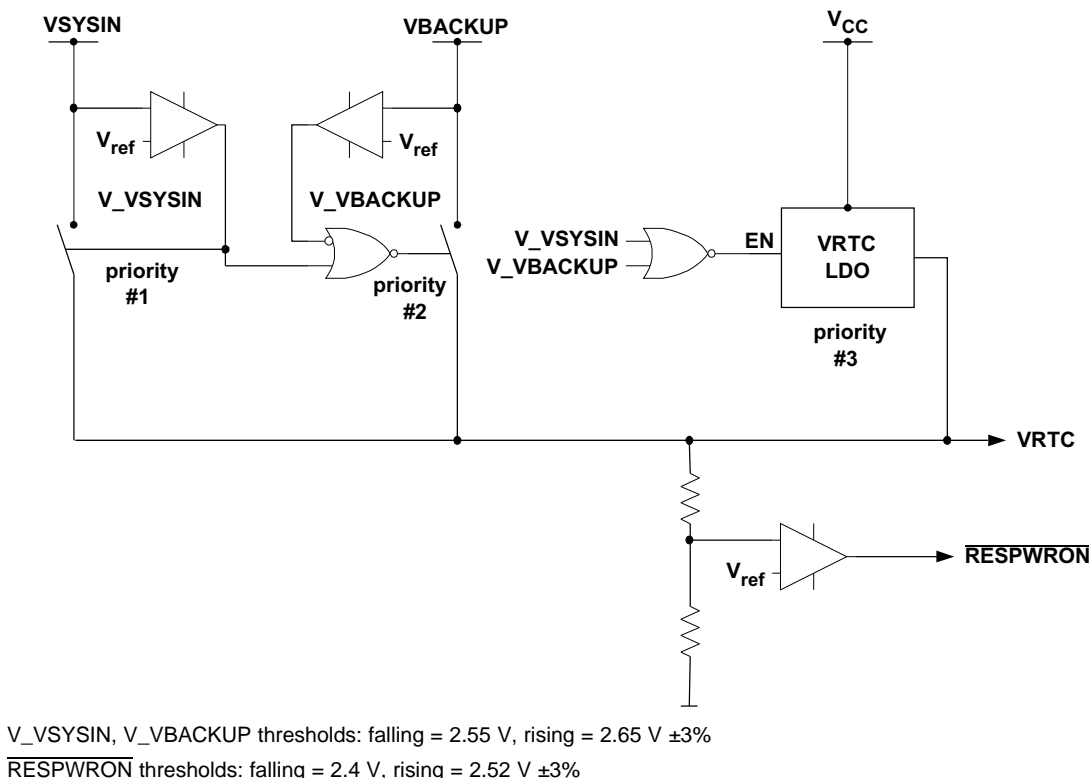 VSYSIN
VBACKUP
VCC
Vref
Vref
V_VSYSIN
V_VBACKUP
priority
#1
priority
#2
V_VSYSIN
V_VBACKUP
EN
VRTC
LDO
priority
#3
VRTC
Vref
RESPWRON
V_VSYSIN, V_VBACKUP thresholds: falling = 2.55 V, rising = 2.65 V ±3%
RESPWRON thresholds: falling = 2.4 V, rising = 2.52 V ±3%